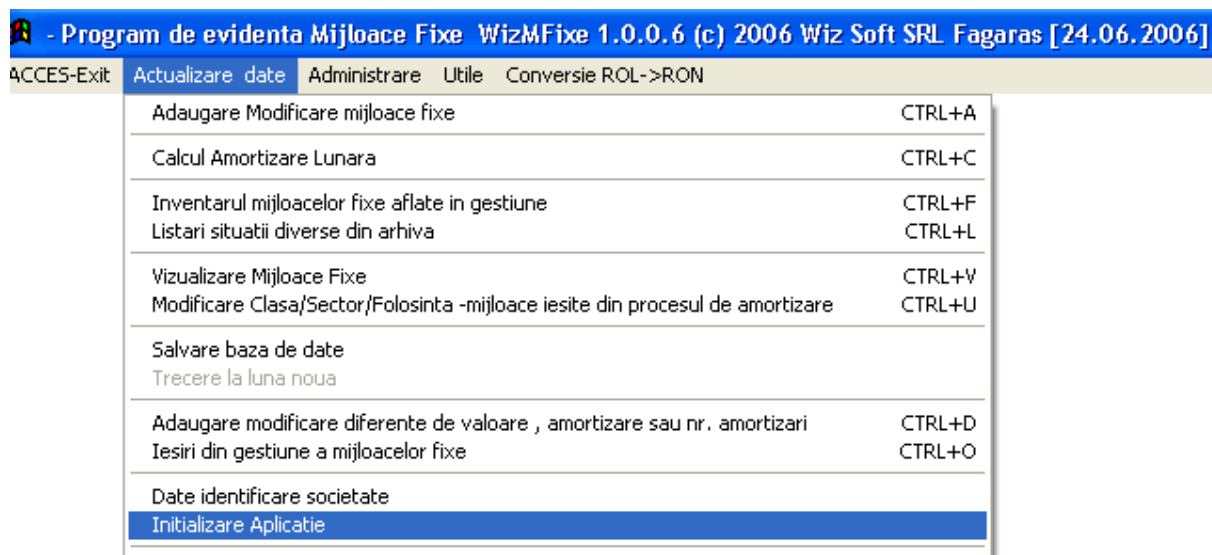 - Program de evidenta Mijloace Fixe WizMFixe 1.0.0.6 (c) 2006 Wiz Soft SRL Fagaras [24.06.2006]
ACCES-Exit Actualizare date Administrare Utile Conversie ROL->RON
Adaugare Modificare mijloace fixe CTRL+A
Calcul Amortizare Lunara CTRL+C
Inventarul mijloacelor fixe aflate in gestiune CTRL+F
Listari situatii diverse din arhiva CTRL+L
Vizualizare Mijloace Fixe CTRL+V
Modificare Clasa/Sector/Folosinta -mijloace iesite din procesul de amortizare CTRL+U
Salvare baza de date
Trecere la luna noua
Adaugare modificare diferente de valoare , amortizare sau nr. amortizari CTRL+D
Iesiri din gestiune a mijloacelor fixe CTRL+O
Date identificare societate
Initializare Aplicatie